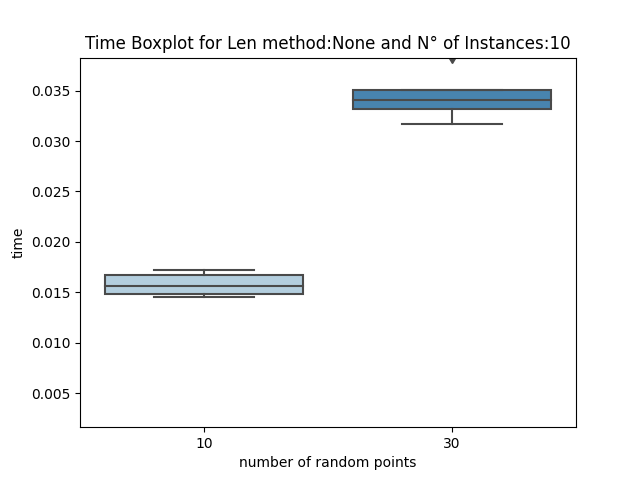 Time Boxplot for Len method:None and N° of Instances:10
0.035
0.030
0.025
0.020
0.015
0.010
0.005
time
10 30
number of random points